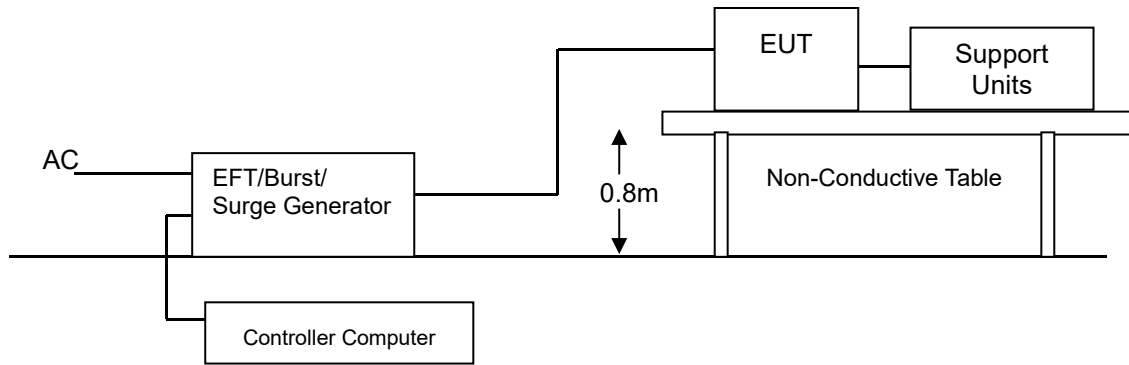 EUT
Support
Units
AC
EFT/Burst/
Surge Generator
0.8m
Non-Conductive Table
Controller Computer